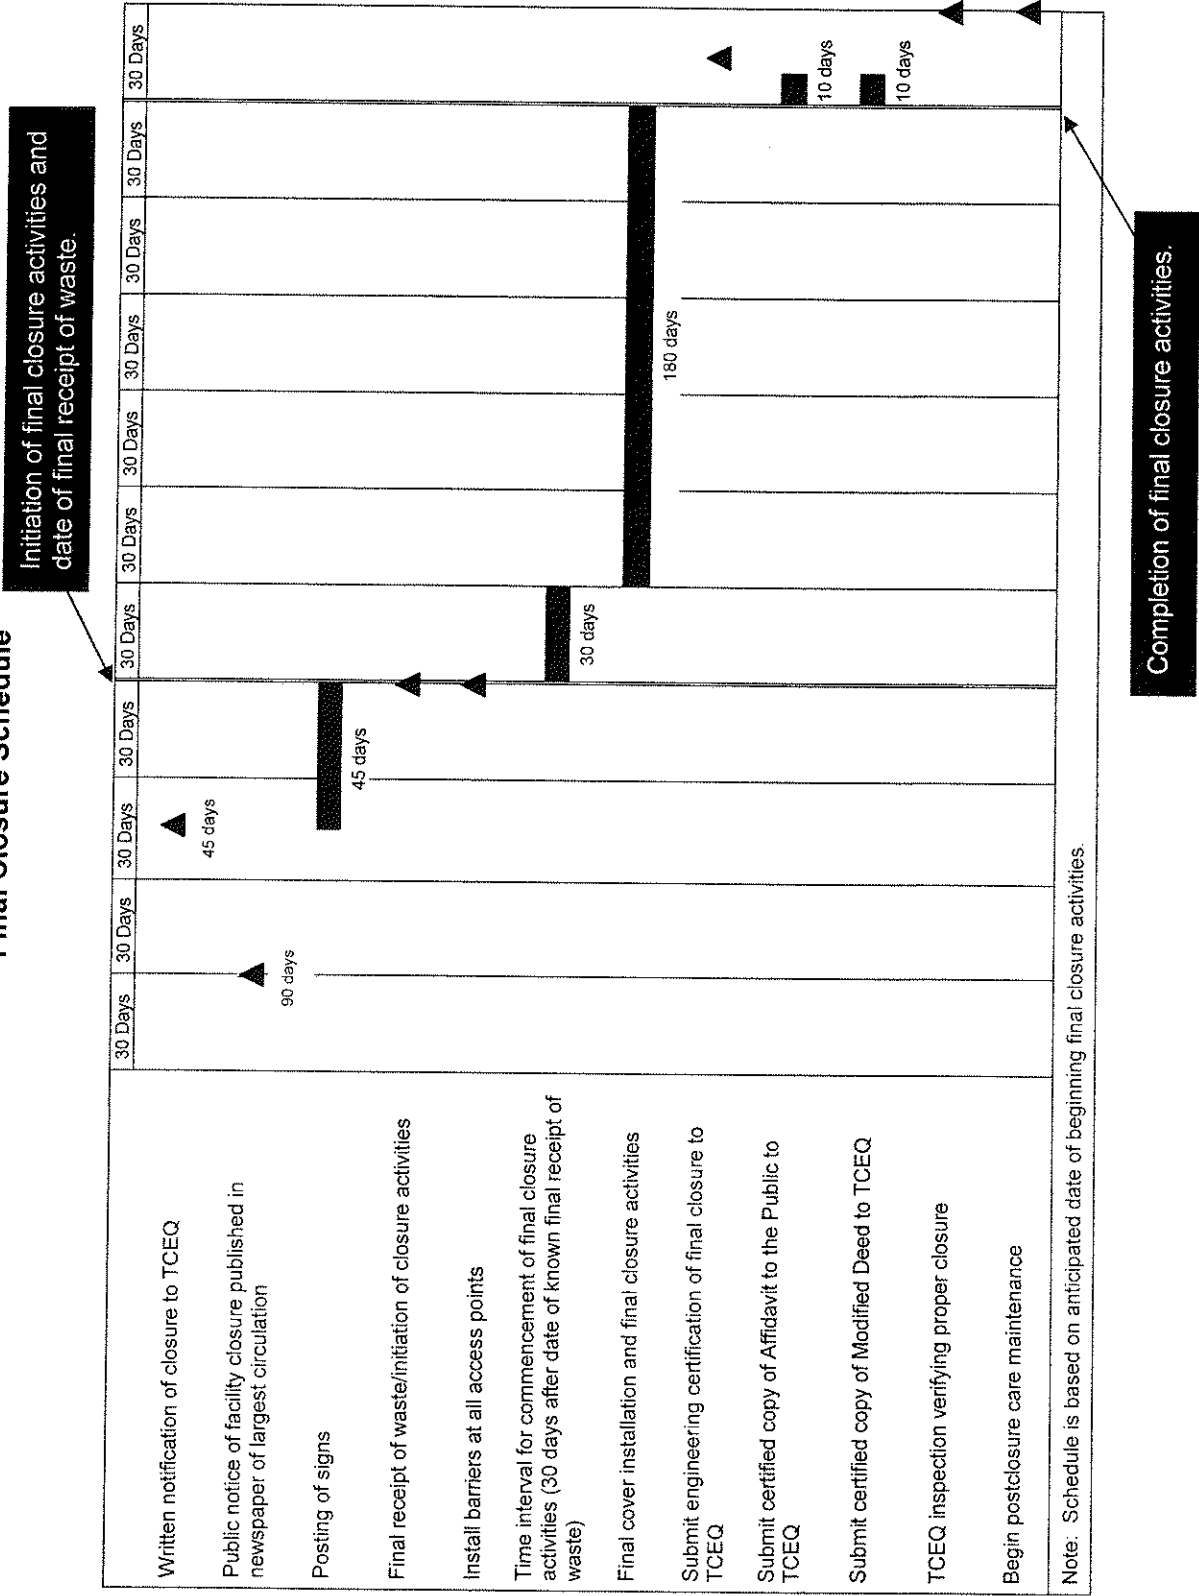 Final Closure Schedule
Initiation of final closure activities and
date of final receipt of waste.
30 Days 30 Days 30 Days 30 Days 30 Days 30 Days 30 Days 30 Days 30 Days 30 Days 30 Days
Written notification of closure to TCEQ
45 days
Public notice of facility closure published in
newspaper of largest circulation
90 days
Posting of signs
45 days
Final receipt of waste/initiation of closure activities
Install barriers at all access points
Time interval for commencement of final closure
activities (30 days after date of known final receipt of
waste)
30 days
Final cover installation and final closure activities
180 days
Submit engineering certification of final closure to
TCEQ
Submit certified copy of Affidavit to the Public to
TCEQ
10 days
Submit certified copy of Modified Deed to TCEQ
10 days
TCEQ inspection verifying proper closure
Begin postclosure care maintenance
Note: Schedule is based on anticipated date of beginning final closure activities.
Completion of final closure activities.